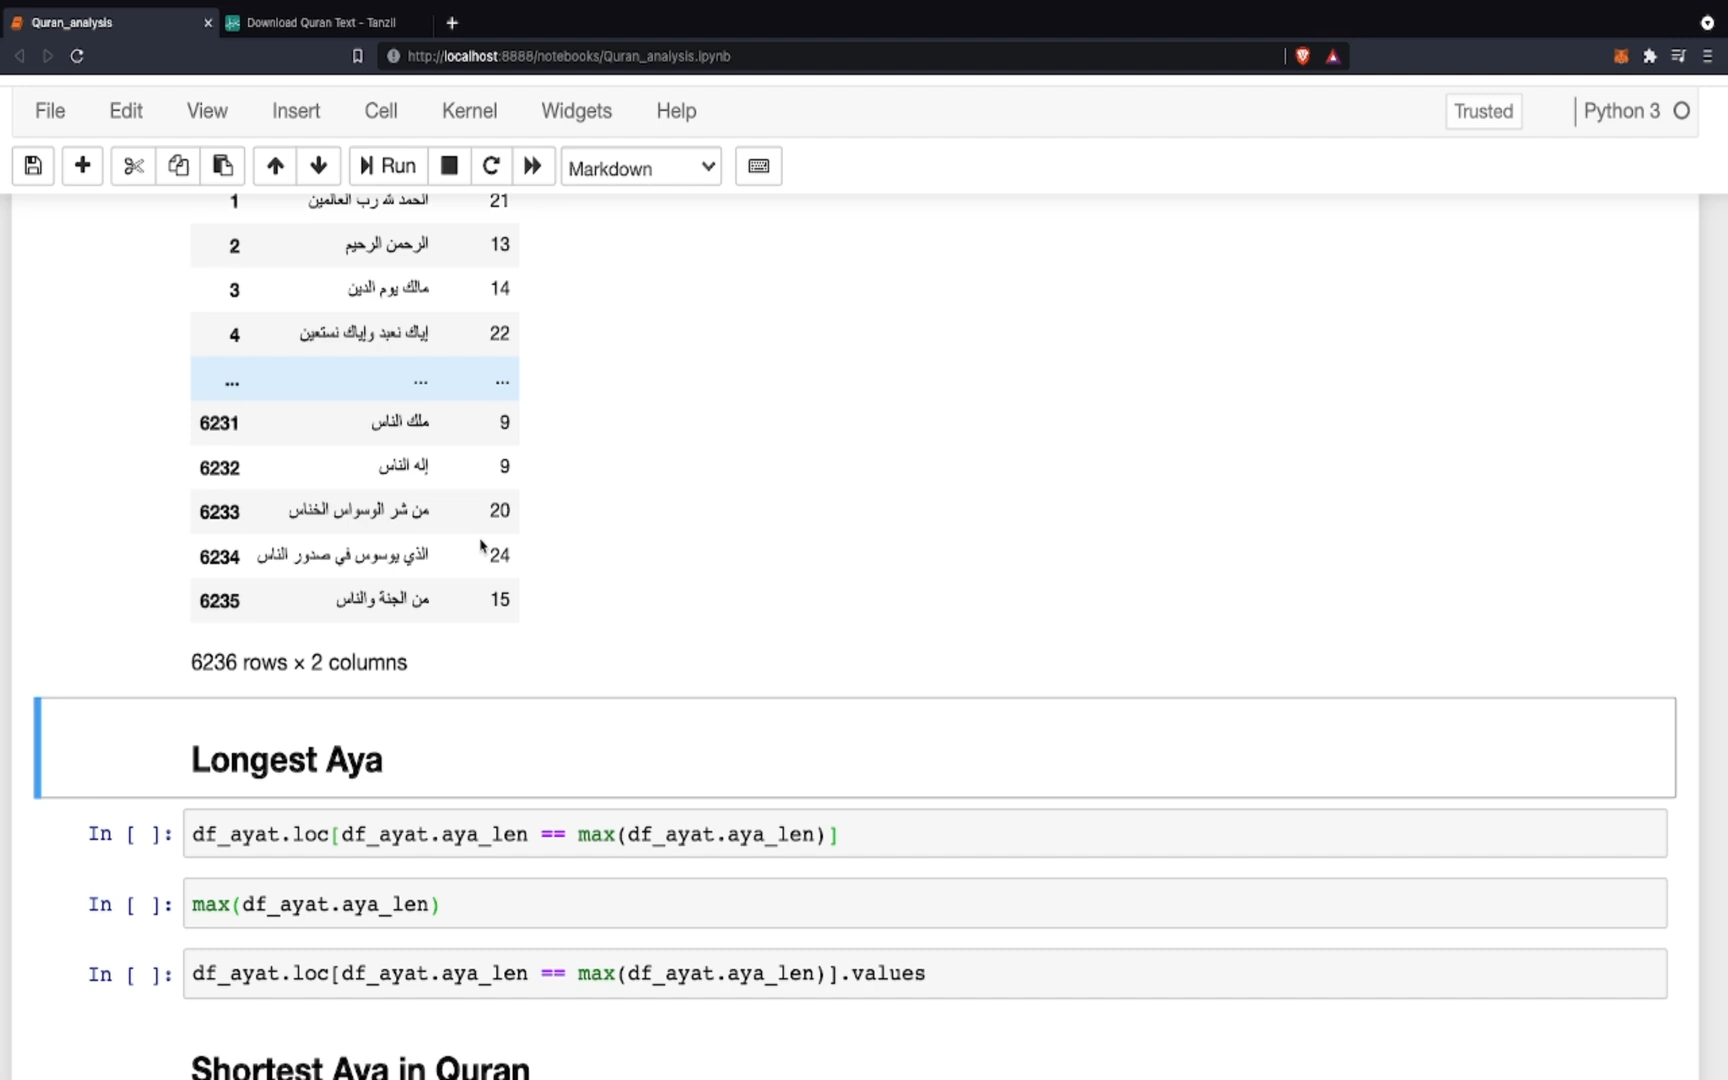 Quran_analysis
Download Quran Text - Tanzil
http://localhost:8888/notebooks/Quran_analysis.ipynb
File Edit View Insert Cell Kernel Widgets Help Trusted Python 3
Run Markdown
1 الحمد لله رب العالمين 21
2 الرحمن الرحيم 13
3 مالك يوم الدين 14
4 إياك نعبد وإياك نستعين 22
... ... ...
6231 ملك الناس 9
6232 إله الناس 9
6233 من شر الوسواس الخناس 20
6234 الذي يوسوس في صدور الناس 24
6235 من الجنة والناس 15
6236 rows × 2 columns
Longest Aya
In [ ]: df_ayat.loc[df_ayat.aya_len == max(df_ayat.aya_len)]
In [ ]: max(df_ayat.aya_len)
In [ ]: df_ayat.loc[df_ayat.aya_len == max(df_ayat.aya_len)].values
Shortest Aya in Quran